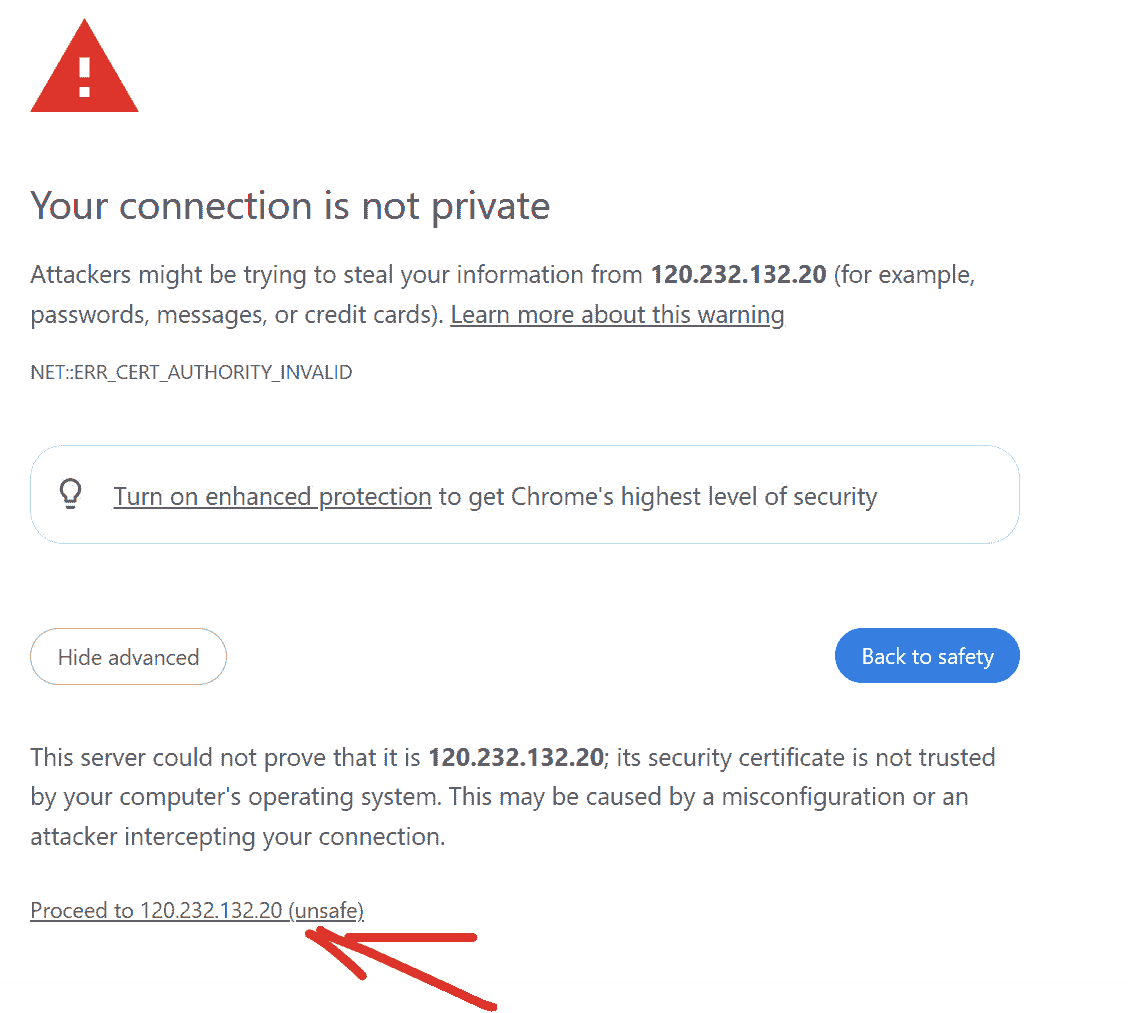 Your connection is not private
Attackers might be trying to steal your information from 120.232.132.20 (for example,
passwords, messages, or credit cards). Learn more about this warning
NET::ERR_CERT_AUTHORITY_INVALID
Turn on enhanced protection to get Chrome's highest level of security
Hide advanced
Back to safety
This server could not prove that it is 120.232.132.20; its security certificate is not trusted
by your computer's operating system. This may be caused by a misconfiguration or an
attacker intercepting your connection.
Proceed to 120.232.132.20 (unsafe)